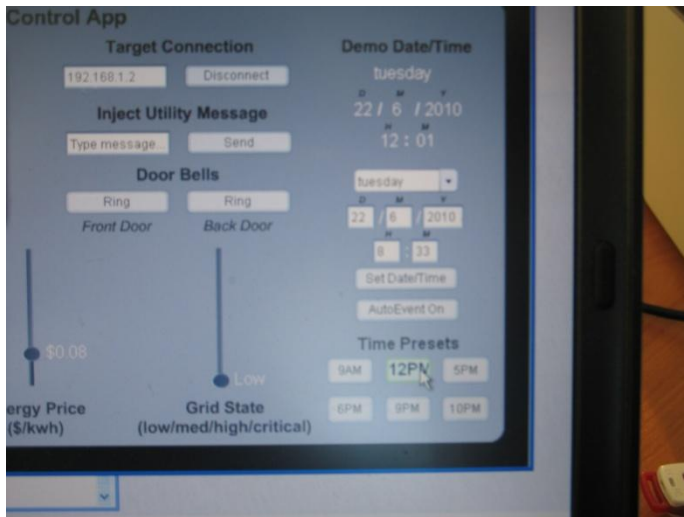 Control App
Target Connection
192.168.1.2 Disconnect
Inject Utility Message
Type message... Send
Door Bells
Ring Ring
Front Door Back Door
$0.08
Low
ergy Price
($/kwh)
Grid State
(low/med/high/critical)
Demo Date/Time
tuesday
D M Y
22 / 6 / 2010
H M
12 : 01
tuesday
D M Y
22 / 6 / 2010
H M
8 : 33
Set Date/Time
AutoEvent On
Time Presets
9AM 12PM 5PM
6PM 9PM 10PM